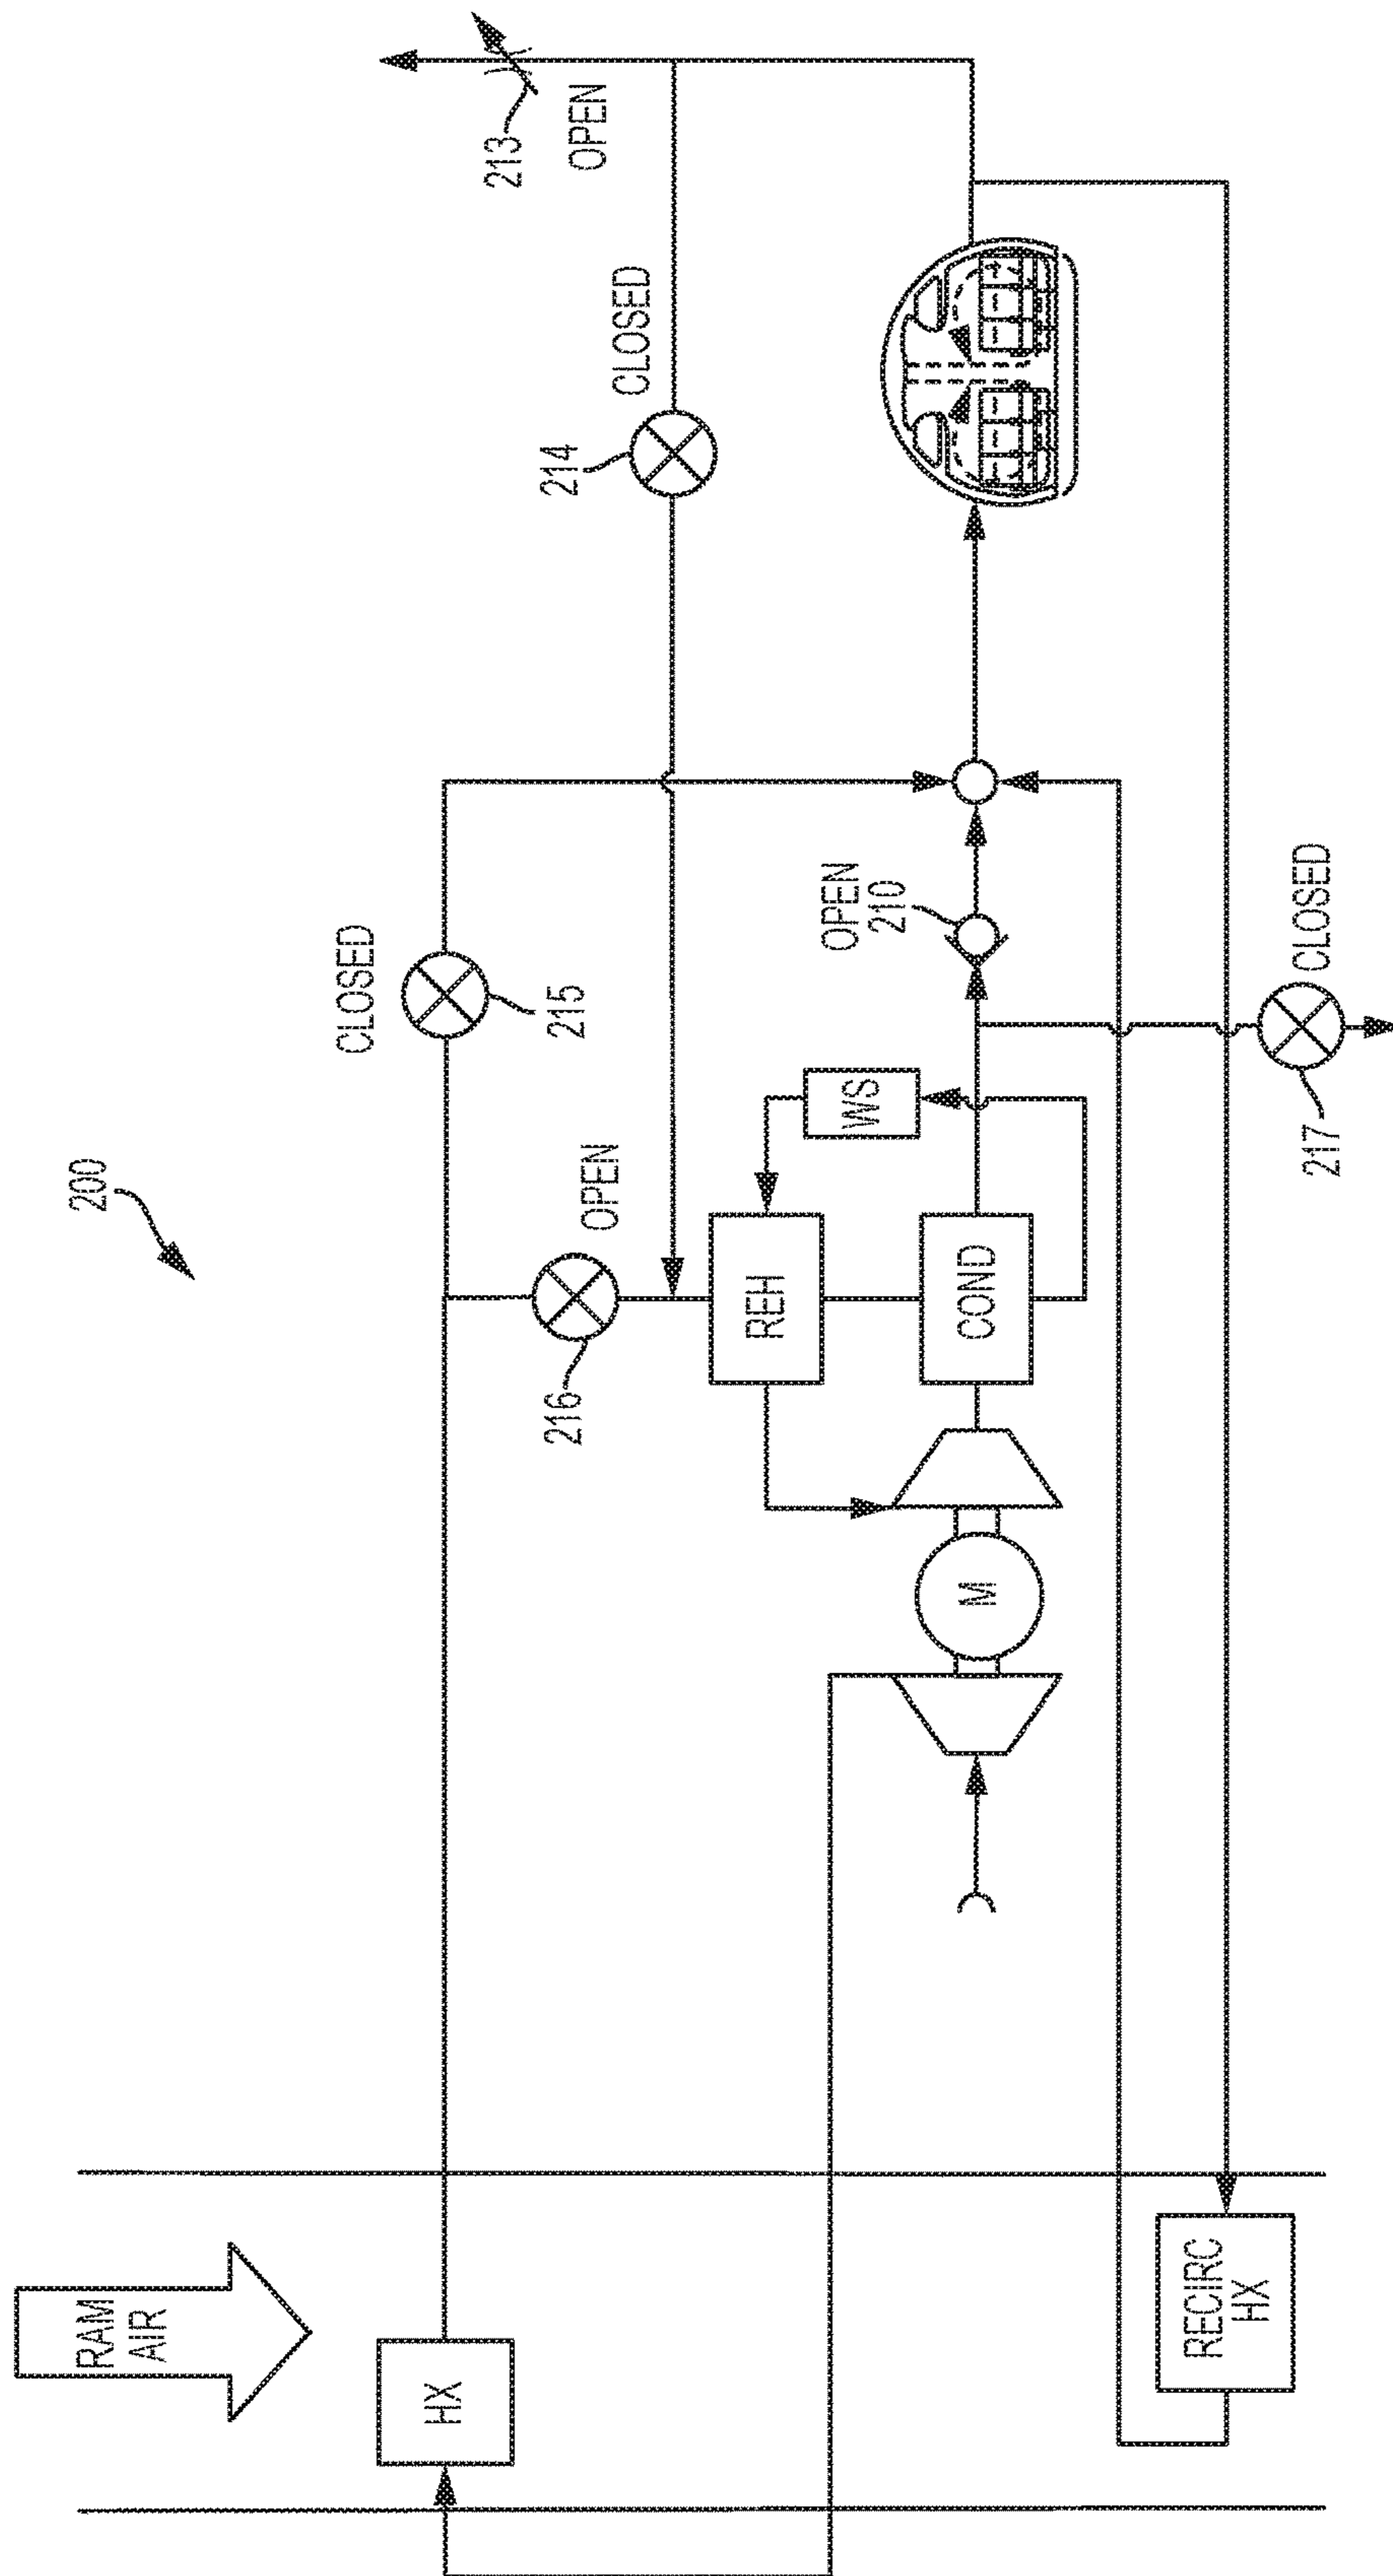 200
RAM
AIR
HX
CLOSED
215
216
OPEN
214
CLOSED
213
OPEN
REH
WS
COND
M
OPEN
210
217
CLOSED
RECIRC
HX